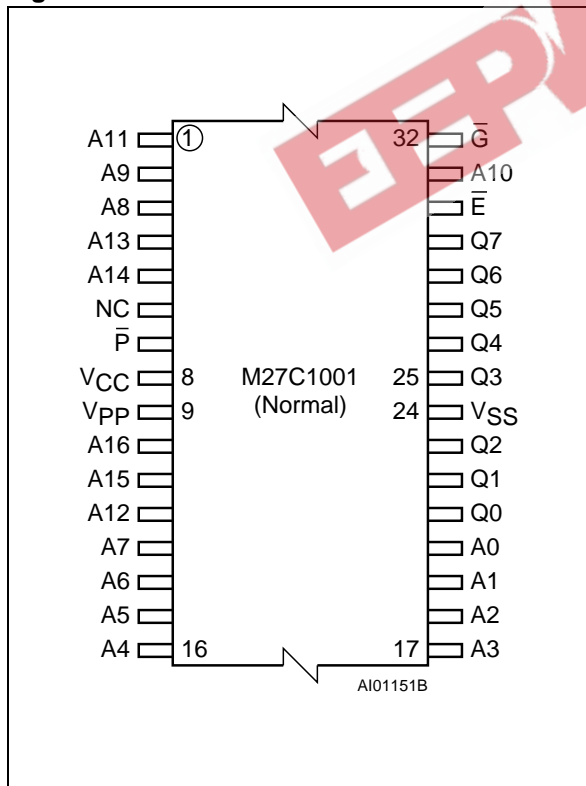 A11 1 32 G̅
A9 A10
A8 E̅
A13 Q7
A14 Q6
NC Q5
P̅ Q4
VCC 8 M27C1001 25 Q3
VPP 9 (Normal) 24 VSS
A16 Q2
A15 Q1
A12 Q0
A7 A0
A6 A1
A5 A2
A4 16 17 A3
AI01151B